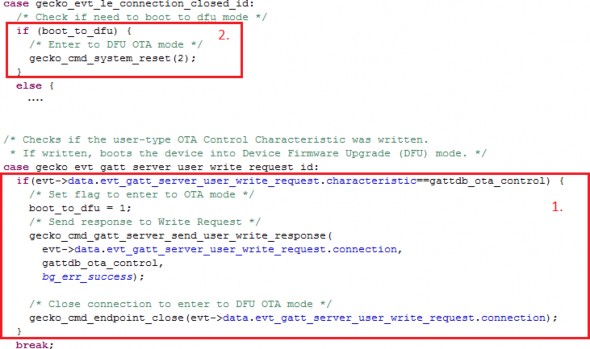 case gecko_evt_le_connection_closed_id:
/* Check if need to boot to dfu mode */
if (boot_to_dfu) {
2.
/* Enter to DFU OTA mode */
gecko_cmd_system_reset(2);
}
else {
....
/* Checks if the user-type OTA Control Characteristic was written.
* If written, boots the device into Device Firmware Upgrade (DFU) mode. */
case gecko_evt_gatt_server_user_write_request_id:
if(evt->data.evt_gatt_server_user_write_request.characteristic==gattdb_ota_control) {
/* Set flag to enter to OTA mode */
1.
boot_to_dfu = 1;
/* Send response to Write Request */
gecko_cmd_gatt_server_send_user_write_response(
evt->data.evt_gatt_server_user_write_request.connection,
gattdb_ota_control,
bg_err_success);
/* Close connection to enter to DFU OTA mode */
gecko_cmd_endpoint_close(evt->data.evt_gatt_server_user_write_request.connection);
}
break;